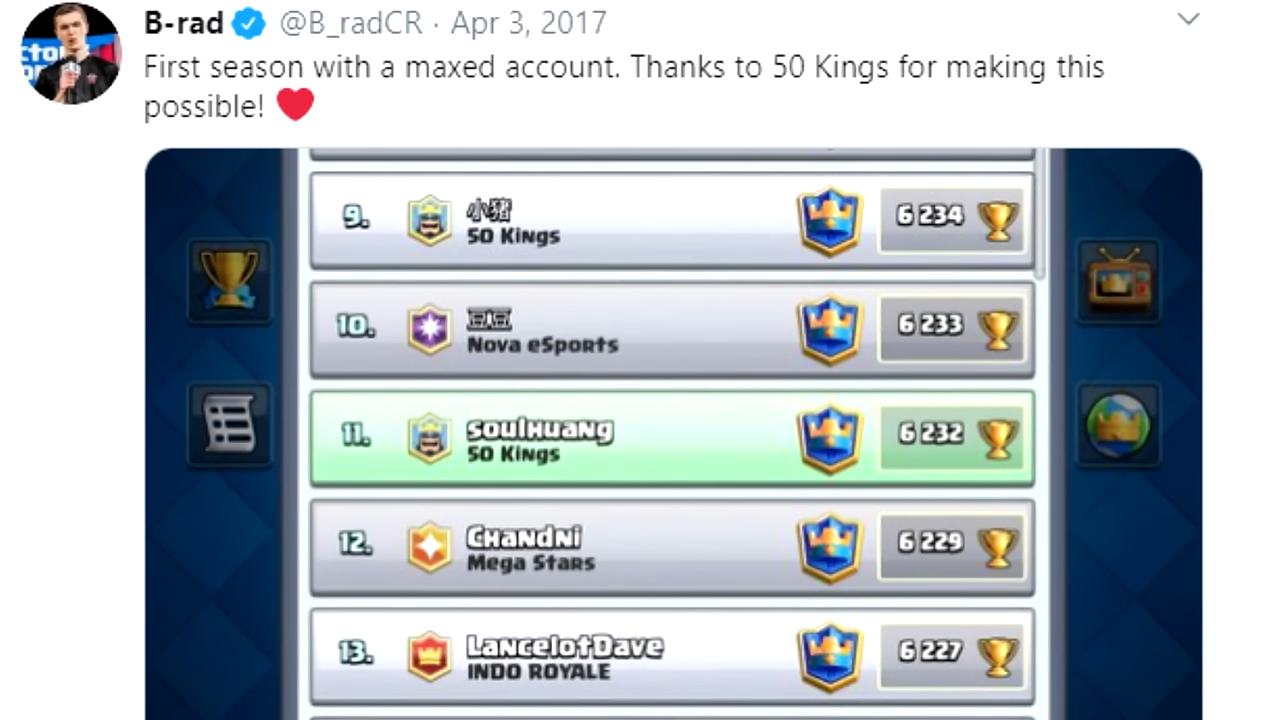 B-rad @B_radCR · Apr 3, 2017
First season with a maxed account. Thanks to 50 Kings for making this
possible! ❤
9. 小猪 6 234
50 Kings
10. 豆豆 6 233
Nova eSports
11. soulhuang 6 232
50 Kings
12. Chandni 6 229
Mega Stars
13. LancelotDave 6 227
INDO ROYALE